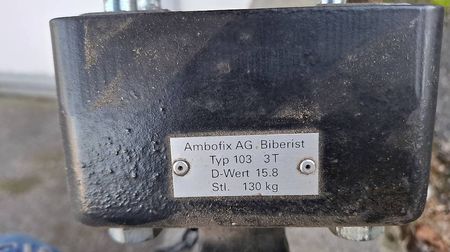 Ambofix AG Biberist
Typ 103 3T
D-Wert 15.8
Stl. 130 kg